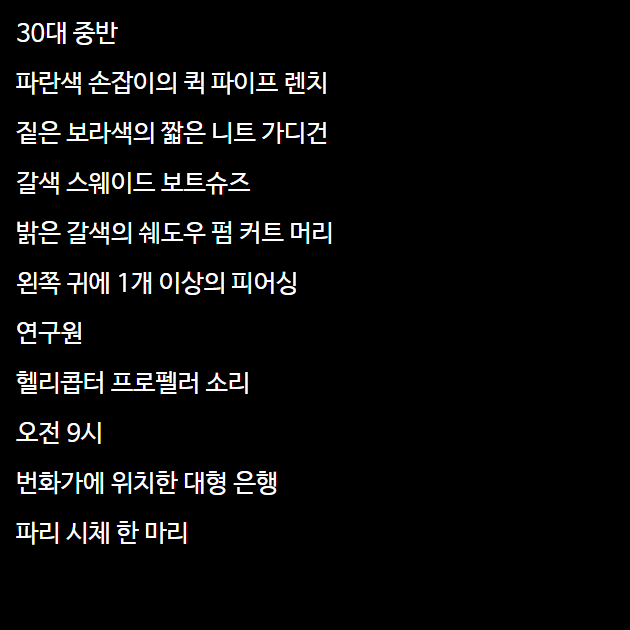 30대 중반
파란색 손잡이의 퀵 파이프 렌치
짙은 보라색의 짧은 니트 가디건
갈색 스웨이드 보트슈즈
밝은 갈색의 쉐도우 펌 커트 머리
왼쪽 귀에 1개 이상의 피어싱
연구원
헬리콥터 프로펠러 소리
오전 9시
번화가에 위치한 대형 은행
파리 시체 한 마리